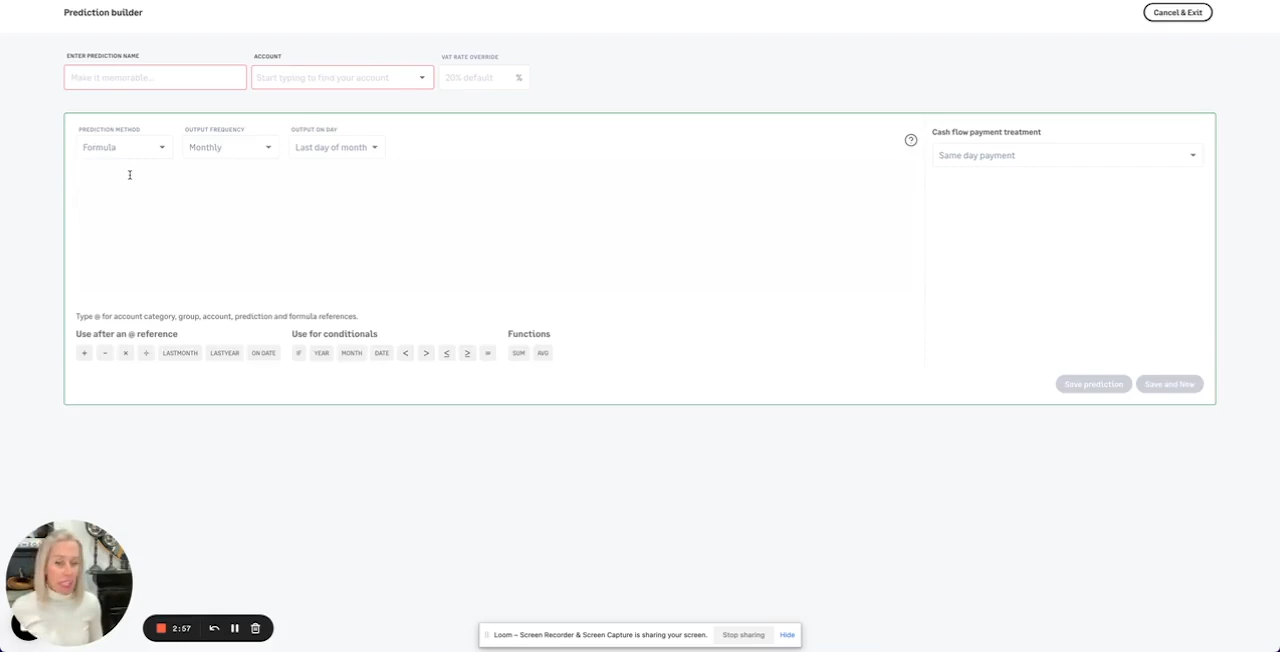 Prediction builder
Cancel & Exit
ENTER PREDICTION NAME
ACCOUNT
VAT RATE OVERRIDE
Make it memorable...
Start typing to find your account
20% default %
PREDICTION METHOD
OUTPUT FREQUENCY
OUTPUT ON DAY
Formula
Monthly
Last day of month
?
Cash flow payment treatment
Same day payment
Type @ for account category, group, account, prediction and formula references.
Use after an @ reference
Use for conditionals
Functions
+ - × ÷ LASTMONTH LASTYEAR ON DATE
IF YEAR MONTH DATE < > ≤ ≥ =
SUM AVG
Save prediction
Save and New
2:57
Loom – Screen Recorder & Screen Capture is sharing your screen.
Stop sharing
Hide